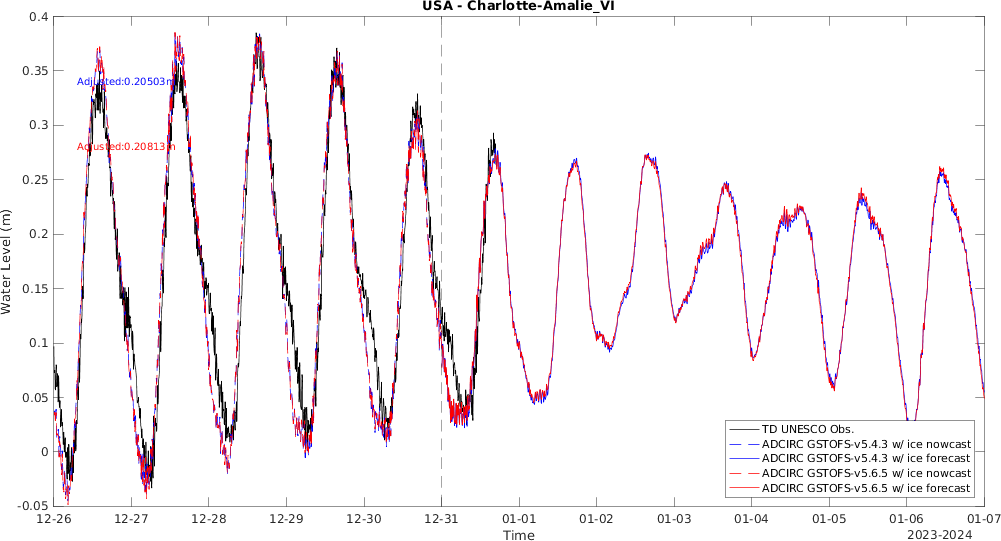 USA - Charlotte-Amalie_VI
0.4
0.35
0.3
0.25
0.2
0.15
0.1
0.05
0
-0.05
Water Level (m)
Adjusted:0.20503m
Adjusted:0.20813m
TD UNESCO Obs.
ADCIRC GSTOFS-v5.4.3 w/ ice nowcast
ADCIRC GSTOFS-v5.4.3 w/ ice forecast
ADCIRC GSTOFS-v5.6.5 w/ ice nowcast
ADCIRC GSTOFS-v5.6.5 w/ ice forecast
12-26 12-27 12-28 12-29 12-30 12-31 01-01 01-02 01-03 01-04 01-05 01-06 01-07
Time
2023-2024